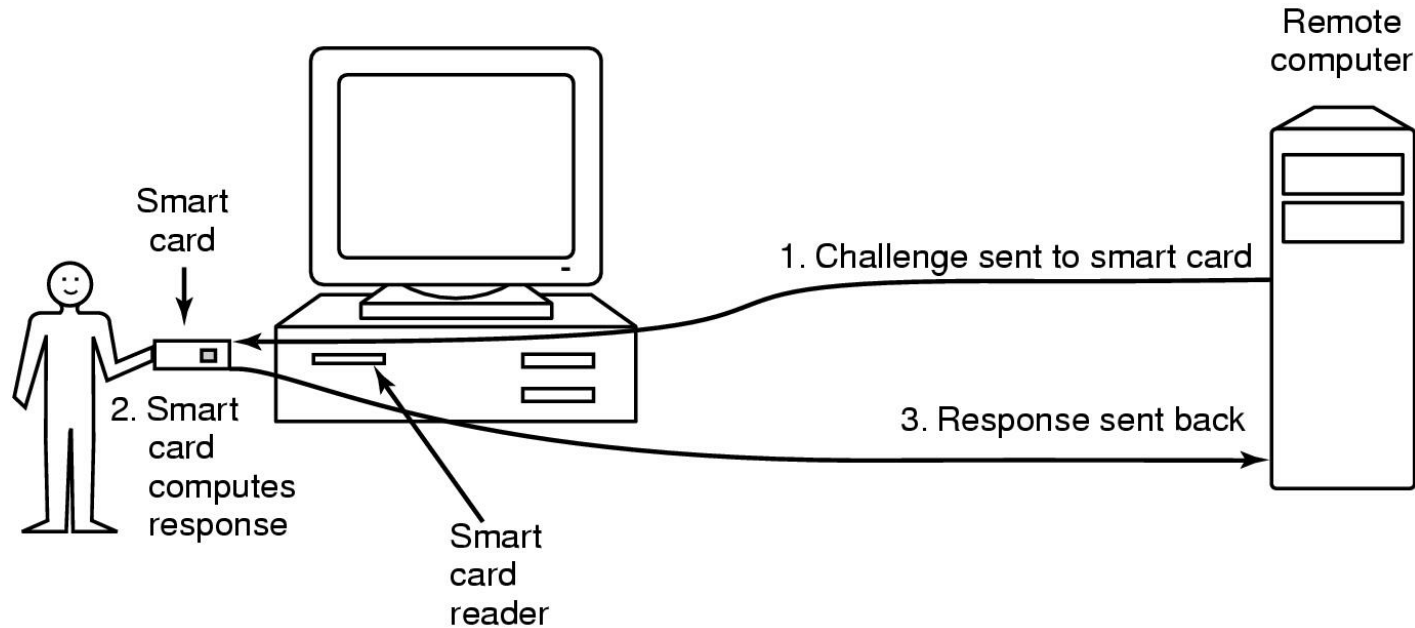 Remote
computer
Smart
card
1. Challenge sent to smart card
2. Smart
card
computes
response
3. Response sent back
Smart
card
reader